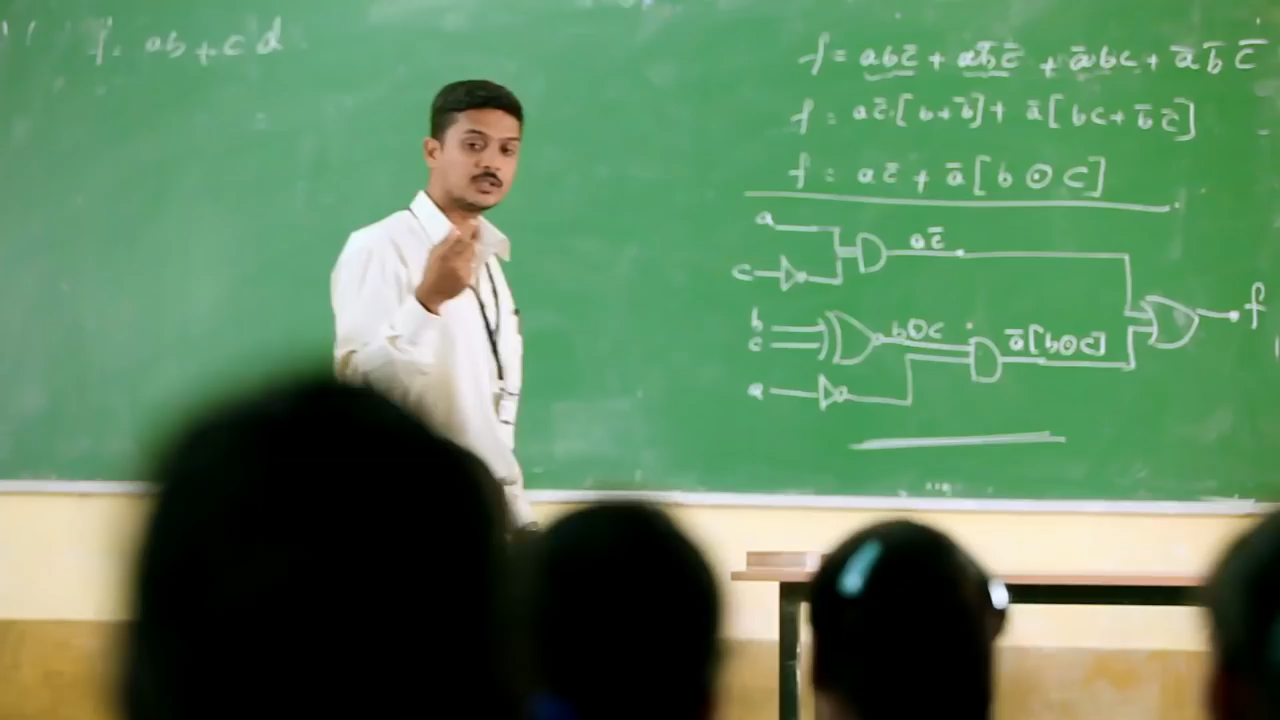 f = ab + cd
f = abc̄ + ab̄c̄ + ābc + āb̄c̄
f = ac̄·[b+b̄] + ā[bc + b̄c̄]
f = ac̄ + ā[b⊙c]
a
ac̄
c
f
b
b⊙c
ā[b⊙c]
c
a